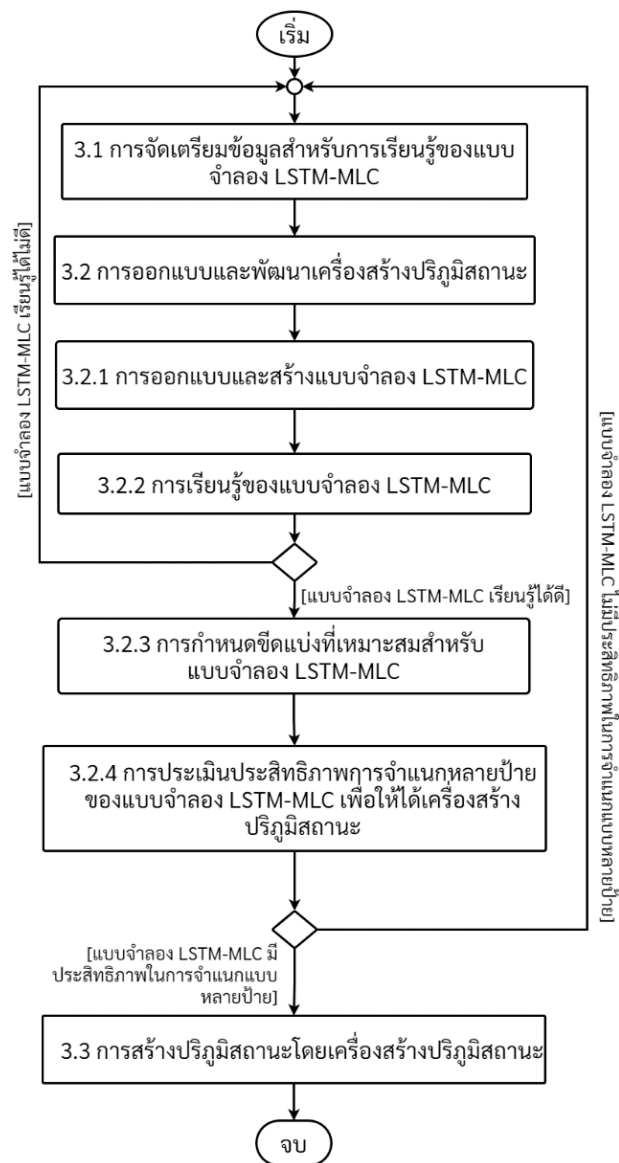 เริ่ม
3.1 การจัดเตรียมข้อมูลสำหรับการเรียนรู้ของแบบ
จำลอง LSTM-MLC
3.2 การออกแบบและพัฒนาเครื่องสร้างปริภูมิสถานะ
3.2.1 การออกแบบและสร้างแบบจำลอง LSTM-MLC
3.2.2 การเรียนรู้ของแบบจำลอง LSTM-MLC
[แบบจำลอง LSTM-MLC เรียนรู้ได้ไม่ดี]
[แบบจำลอง LSTM-MLC เรียนรู้ได้ดี]
3.2.3 การกำหนดขีดแบ่งที่เหมาะสมสำหรับ
แบบจำลอง LSTM-MLC
3.2.4 การประเมินประสิทธิภาพการจำแนกหลายป้าย
ของแบบจำลอง LSTM-MLC เพื่อให้ได้เครื่องสร้าง
ปริภูมิสถานะ
[แบบจำลอง LSTM-MLC ไม่มีประสิทธิภาพในการจำแนกแบบหลายป้าย]
[แบบจำลอง LSTM-MLC มี
ประสิทธิภาพในการจำแนกแบบ
หลายป้าย]
3.3 การสร้างปริภูมิสถานะโดยเครื่องสร้างปริภูมิสถานะ
จบ